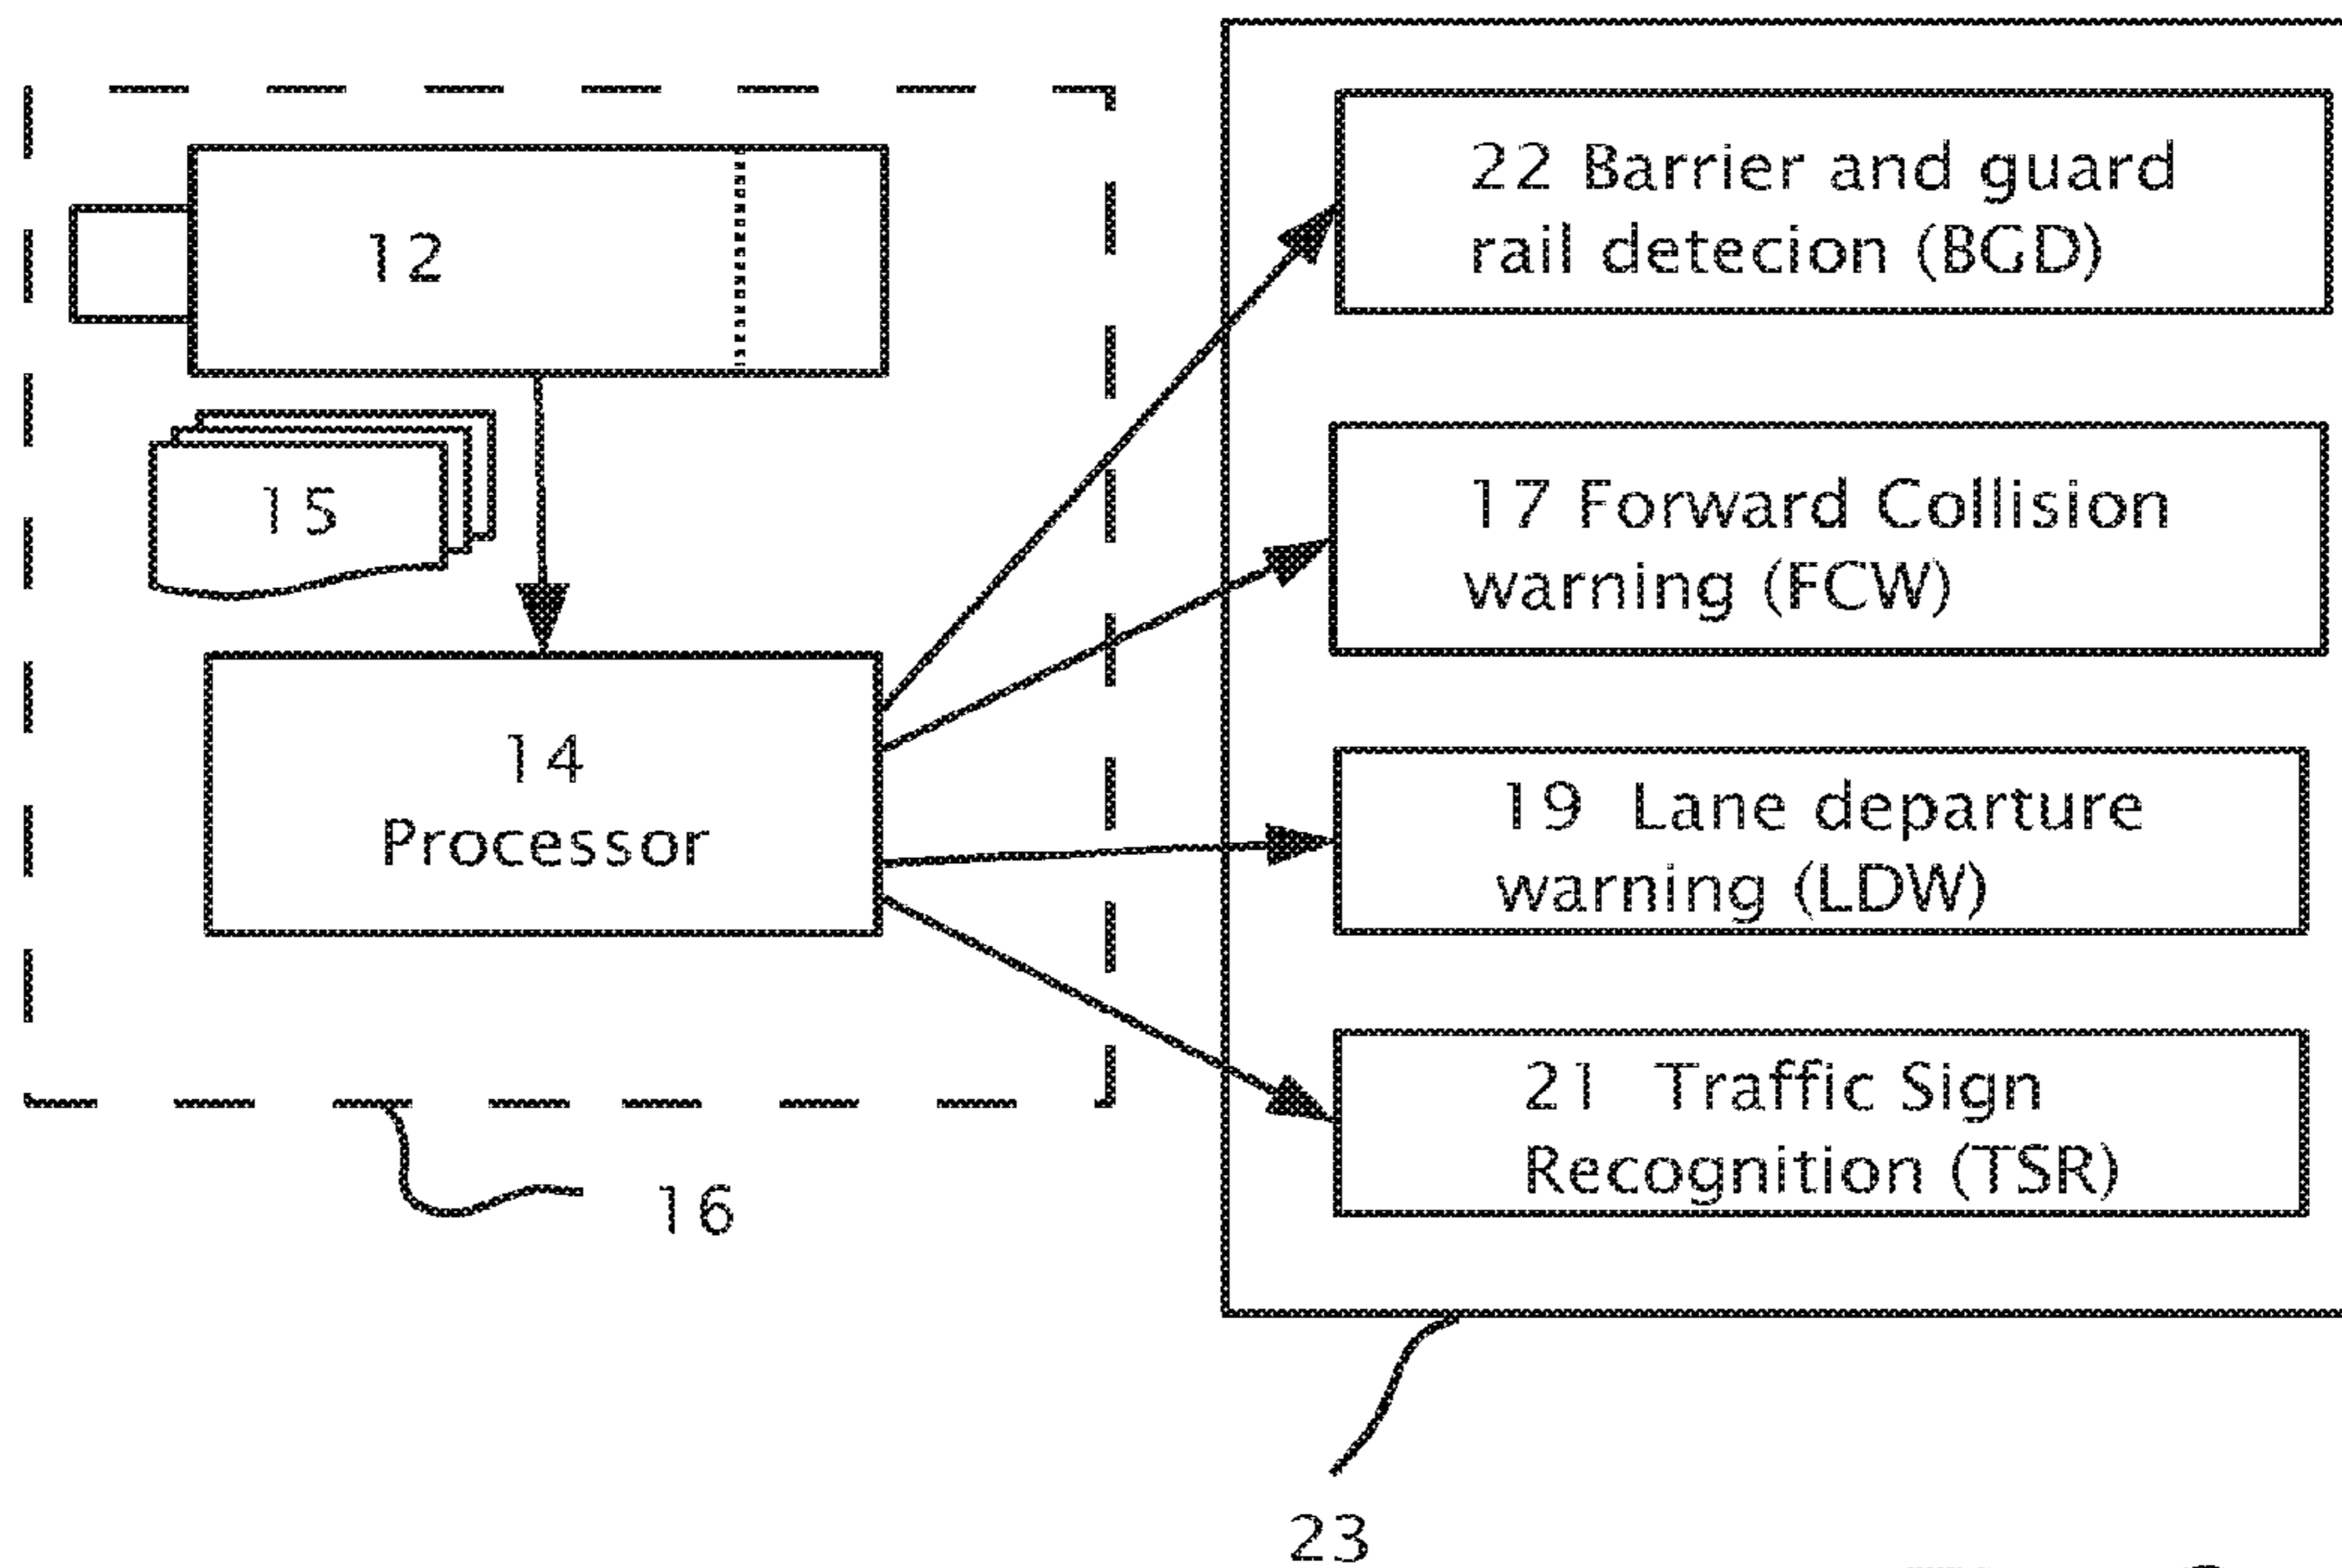 12
15
14
Processor
16
22 Barrier and guard
rail detecion (BGD)
17 Forward Collision
warning (FCW)
19 Lane departure
warning (LDW)
21 Traffic Sign
Recognition (TSR)
23